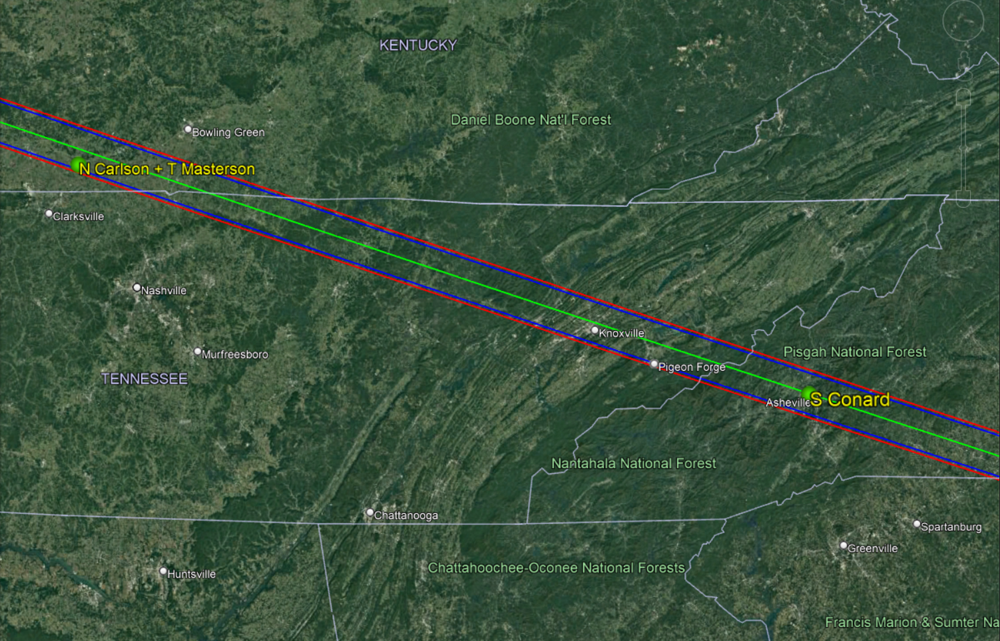 KENTUCKY
Daniel Boone Nat'l Forest
Bowling Green
N Carlson + T Masterson
Clarksville
Nashville
Knoxville
Murfreesboro
Pisgah National Forest
Pigeon Forge
TENNESSEE
Asheville
S Conard
Nantahala National Forest
Chattanooga
Spartanburg
Greenville
Chattahoochee-Oconee National Forests
Huntsville
Francis Marion & Sumter Na